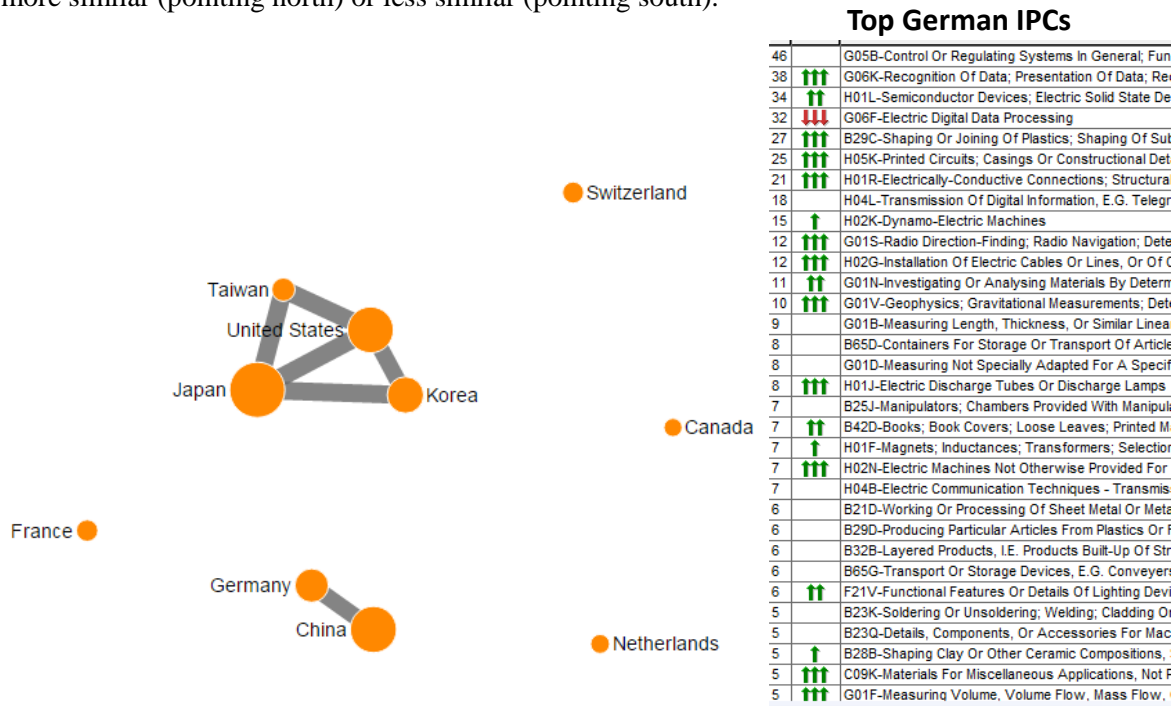 more similar (pointing north) or less similar (pointing south).
Top German IPCs
Switzerland
Taiwan
United States
Japan
Korea
Canada
France
Germany
China
Netherlands
46 G05B-Control Or Regulating Systems In General; Fun
38 G06K-Recognition Of Data; Presentation Of Data; Re
34 H01L-Semiconductor Devices; Electric Solid State De
32 G06F-Electric Digital Data Processing
27 B29C-Shaping Or Joining Of Plastics; Shaping Of Sub
25 H05K-Printed Circuits; Casings Or Constructional Det
21 H01R-Electrically-Conductive Connections; Structural
18 H04L-Transmission Of Digital Information, E.G. Telegr
15 H02K-Dynamo-Electric Machines
12 G01S-Radio Direction-Finding; Radio Navigation; Dete
12 H02G-Installation Of Electric Cables Or Lines, Or Of
11 G01N-Investigating Or Analysing Materials By Determ
10 G01V-Geophysics; Gravitational Measurements; Dete
9 G01B-Measuring Length, Thickness, Or Similar Linea
8 B65D-Containers For Storage Or Transport Of Article
8 G01D-Measuring Not Specially Adapted For A Specif
8 H01J-Electric Discharge Tubes Or Discharge Lamps
7 B25J-Manipulators; Chambers Provided With Manipul
7 B42D-Books; Book Covers; Loose Leaves; Printed M
7 H01F-Magnets; Inductances; Transformers; Selection
7 H02N-Electric Machines Not Otherwise Provided For
7 H04B-Electric Communication Techniques - Transmis
6 B21D-Working Or Processing Of Sheet Metal Or Meta
6 B29D-Producing Particular Articles From Plastics Or
6 B32B-Layered Products, I.E. Products Built-Up Of Str
6 B65G-Transport Or Storage Devices, E.G. Conveyers
6 F21V-Functional Features Or Details Of Lighting Devi
5 B23K-Soldering Or Unsoldering; Welding; Cladding Or
5 B23Q-Details, Components, Or Accessories For Mac
5 B28B-Shaping Clay Or Other Ceramic Compositions,
5 C09K-Materials For Miscellaneous Applications, Not
5 G01F-Measuring Volume, Volume Flow, Mass Flow,